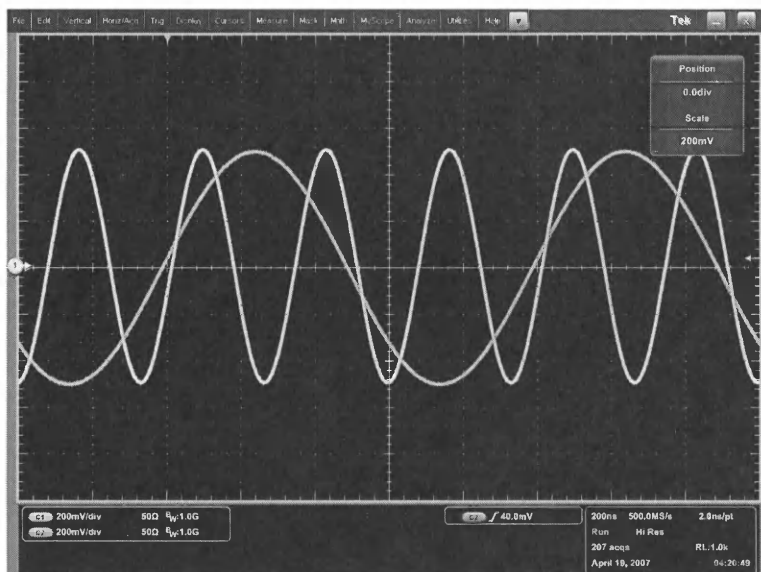 File Edit Vertical Horiz/Acq Trig Display Cursors Measure Mask Math MyScope Analyze Utilities Help Tek X
Position
0.0div
Scale
200mV
1
C1 200mV/div 50Ω BW:1.0G
C2 200mV/div 50Ω BW:1.0G
C2 40.0mV
200ns 500.0MS/s 2.0ns/pt
Run Hi Res
207 acqs RL:1.0k
April 19, 2007 04:26:49